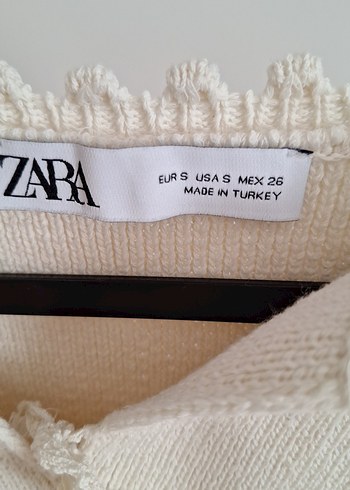 ZARA
EUR S USA S MEX 26
MADE IN TURKEY